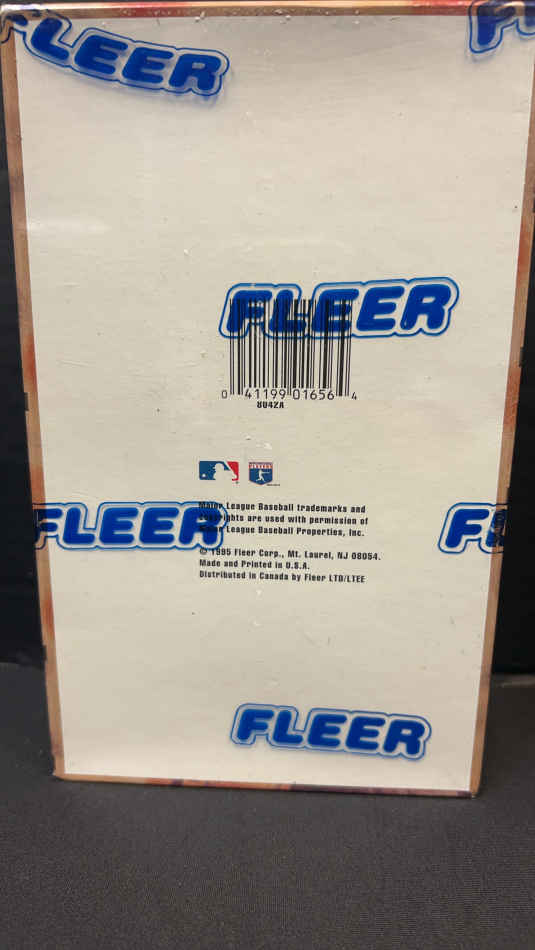 FLEER
F
FLEER
0 41199 01656 4
8042A
PLAYERS
FLEER
F
Major League Baseball trademarks and
copyrights are used with permission of
Major League Baseball Properties, Inc.
© 1995 Fleer Corp., Mt. Laurel, NJ 08054.
Made and Printed in U.S.A.
Distributed in Canada by Fleer LTD/LTEE
FLEER